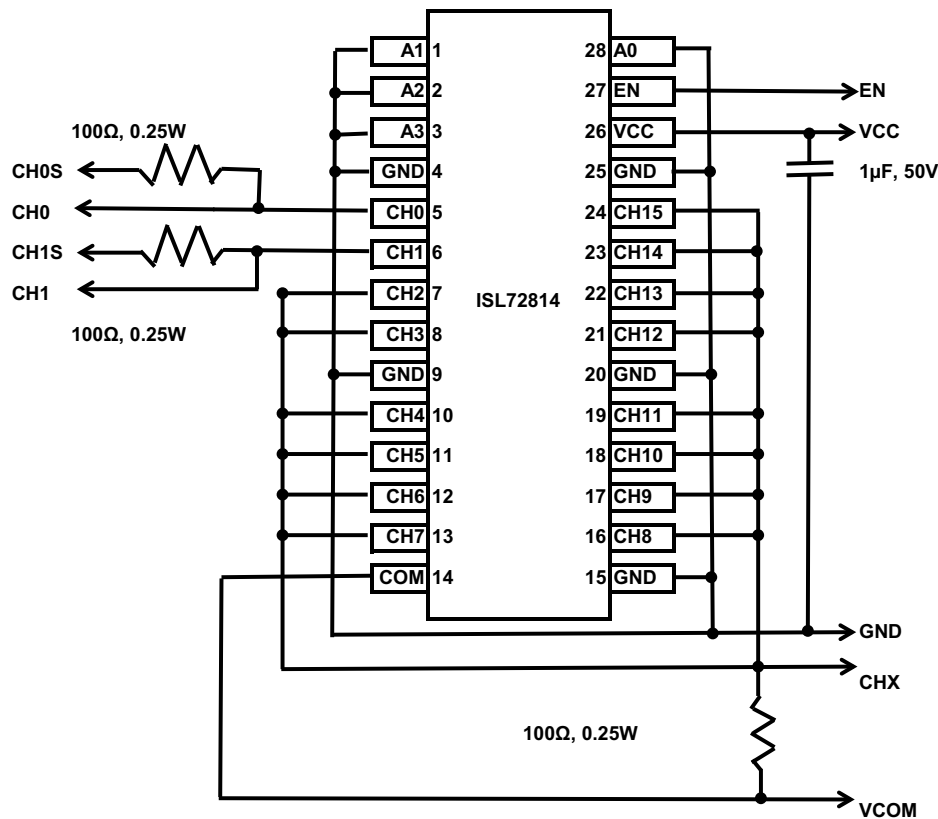 A1 1
28 A0
A2 2
27 EN
EN
100Ω, 0.25W
A3 3
26 VCC
VCC
CH0S
GND 4
25 GND
1µF, 50V
CH0
CH0 5
24 CH15
CH1S
CH1 6
23 CH14
CH1
CH2 7
ISL72814
22 CH13
100Ω, 0.25W
CH3 8
21 CH12
GND 9
20 GND
CH4 10
19 CH11
CH5 11
18 CH10
CH6 12
17 CH9
CH7 13
16 CH8
COM 14
15 GND
GND
CHX
100Ω, 0.25W
VCOM